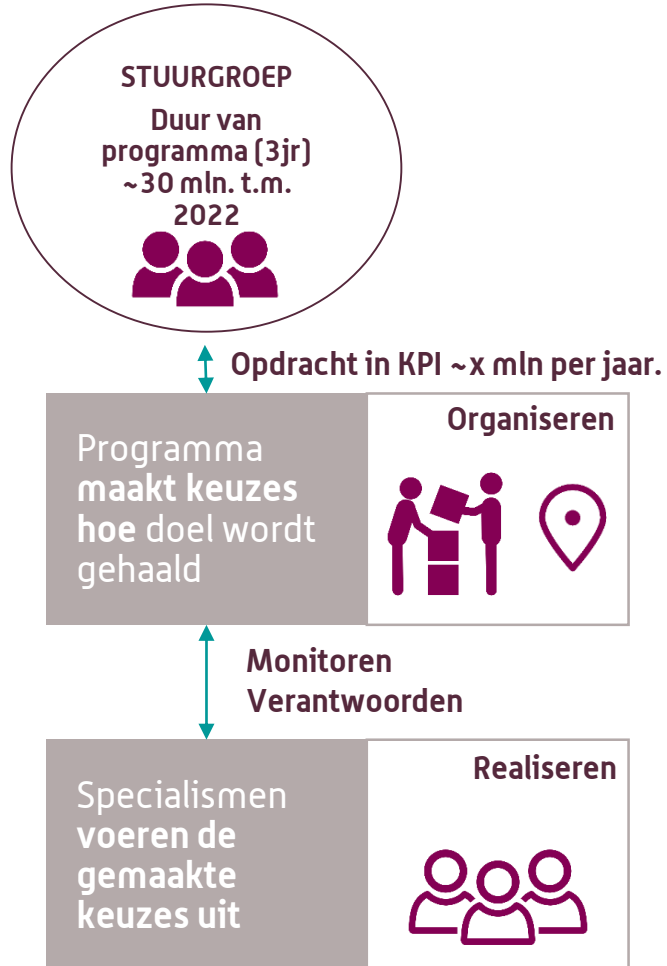 STUURGROEP
Duur van
programma (3jr)
~30 mln. t.m.
2022
Opdracht in KPI ~x mln per jaar.
Programma
maakt keuzes
hoe doel wordt
gehaald
Organiseren
Monitoren
Verantwoorden
Specialismen
voeren de
gemaakte
keuzes uit
Realiseren